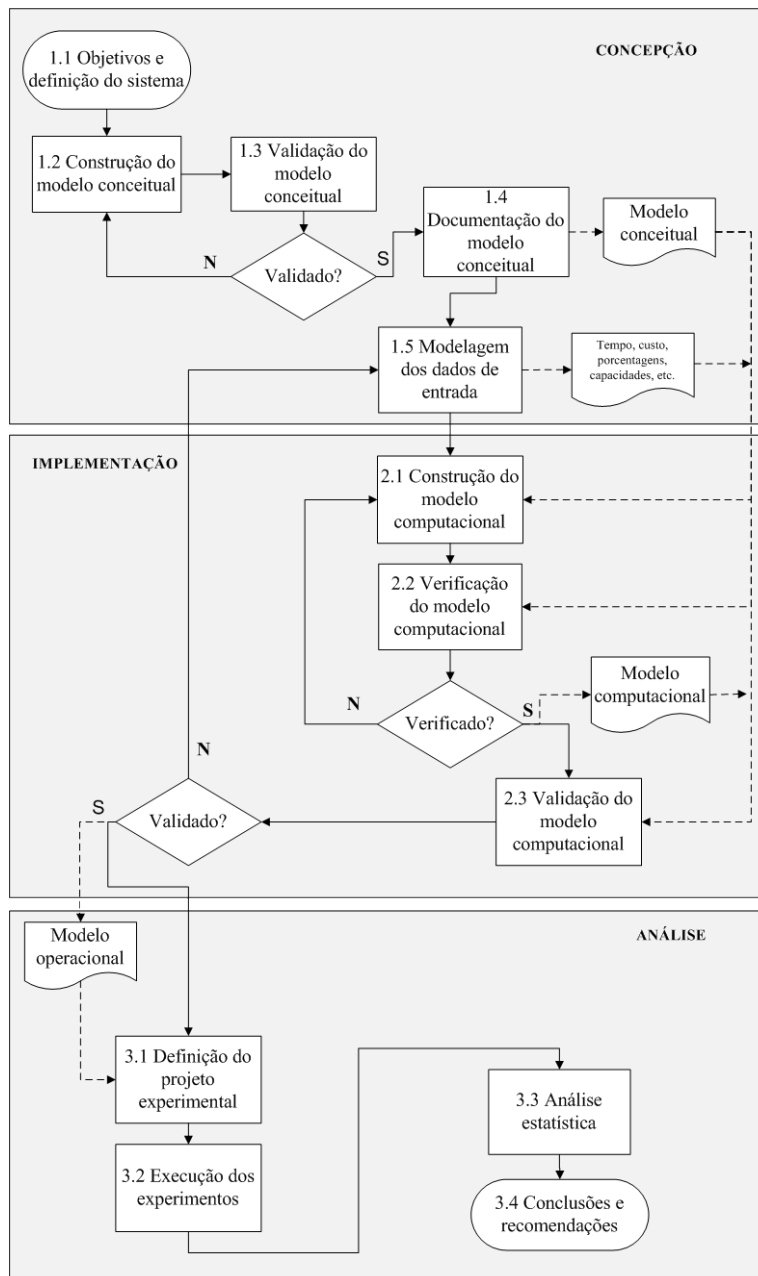 CONCEPÇÃO
1.1 Objetivos e
definição do sistema
1.2 Construção do
modelo conceitual
1.3 Validação do
modelo
conceitual
Validado?
N
S
1.4
Documentação do
modelo
conceitual
Modelo
conceitual
1.5 Modelagem
dos dados de
entrada
Tempo, custo,
porcentagens,
capacidades, etc.
IMPLEMENTAÇÃO
2.1 Construção do
modelo
computacional
2.2 Verificação
do modelo
computacional
Verificado?
N
S
Modelo
computacional
2.3 Validação do
modelo
computacional
Validado?
N
S
ANÁLISE
Modelo
operacional
3.1 Definição do
projeto
experimental
3.2 Execução dos
experimentos
3.3 Análise
estatística
3.4 Conclusões e
recomendações